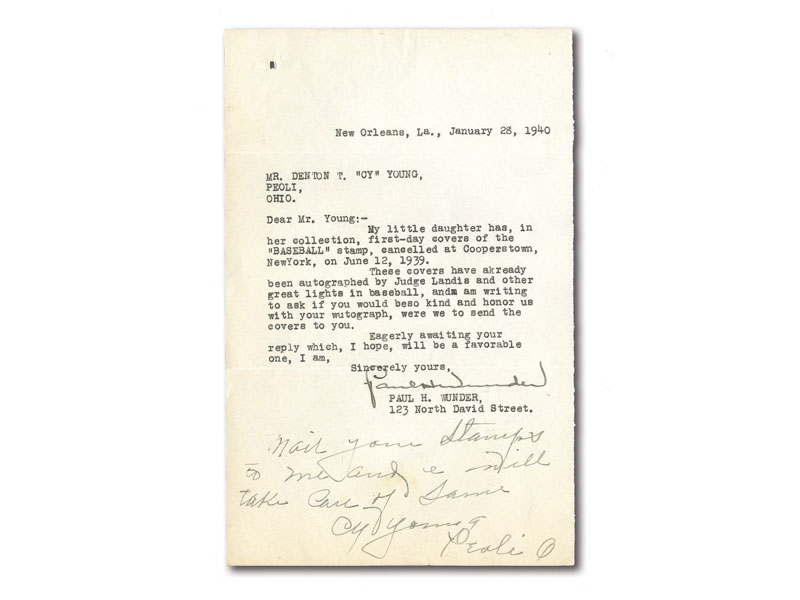 New Orleans, La., January 28, 1940
MR. DENTON T. "CY" YOUNG,
PEOLI,
OHIO.
Dear Mr. Young:-
My little daughter has, in
her collection, first-day covers of the
"BASEBALL" stamp, cancelled at Cooperstown,
NewYork, on June 12, 1939.
These covers have akready
been autographed by Judge Landis and other
great lights in baseball, andm am writing
to ask if you would beso kind and honor us
with your wutograph, were we to send the
covers to you.
Eagerly awaiting your
reply which, I hope, will be a favorable
one, I am,
Sincerely yours,
Paul H. Wunder
PAUL H. WUNDER,
123 North David Street.
Mail your Stamps
to me and e will
take Care of Same
Cy Young
Peoli O